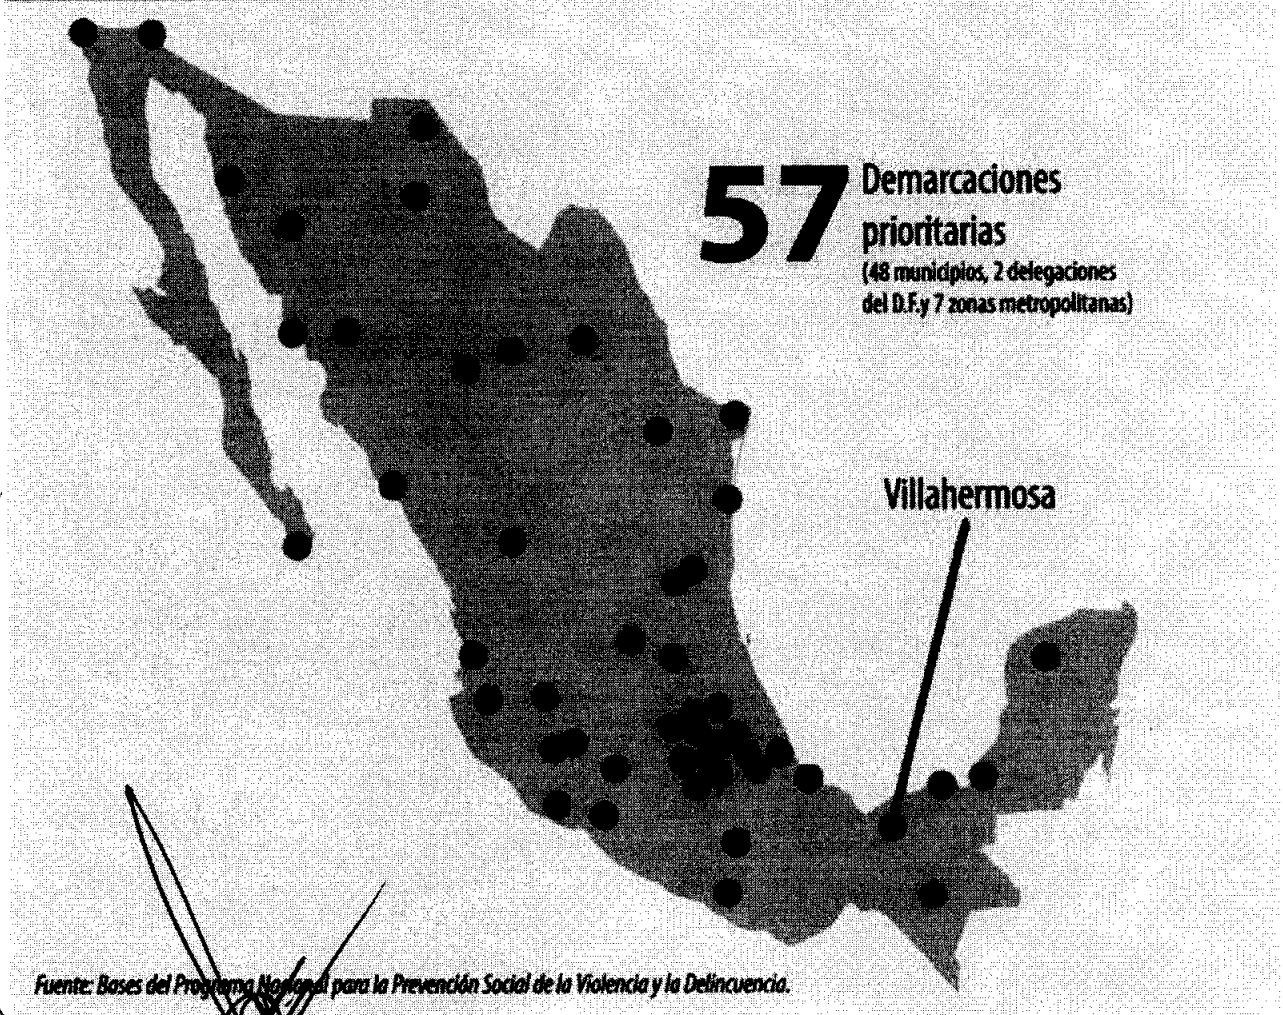 57
Demarcaciones
prioritarias
(48 municipios, 2 delegaciones
del D.F.y 7 zonas metropolitanas)
Villahermosa
Fuente: Bases del Programa Nacional para la Prevención Social de la Violencia y la Delincuencia.